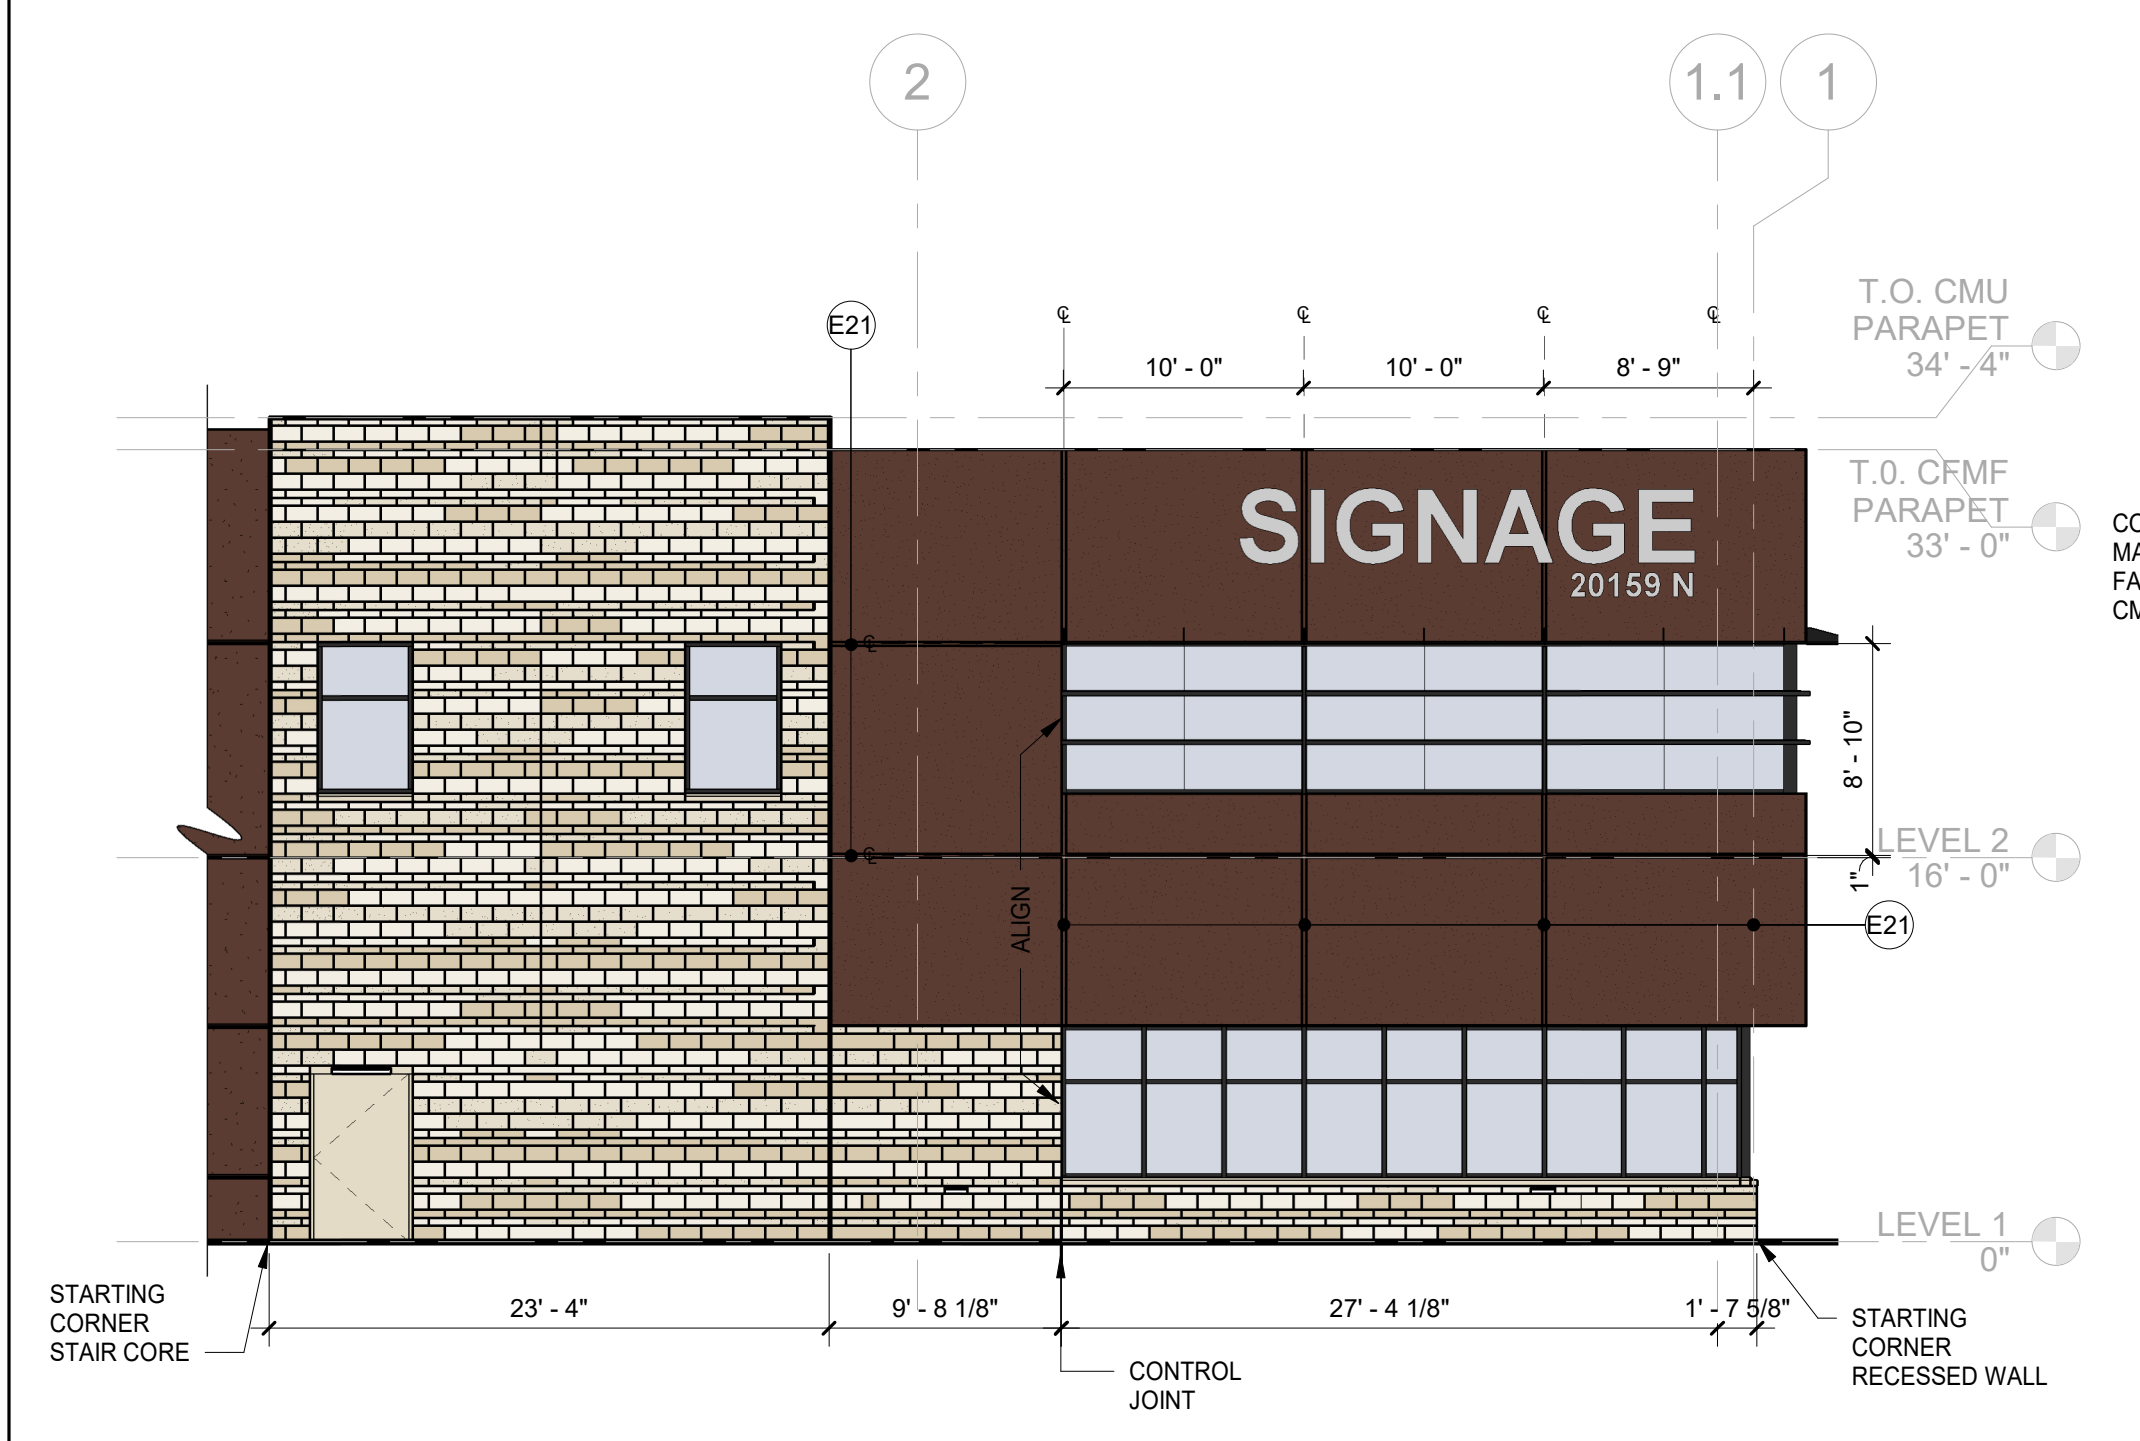 2
1.1
1
T.O. CMU
PARAPET
34' - 4"
E21
℄
℄
℄
℄
10' - 0"
10' - 0"
8' - 9"
T.0. CFMF
PARAPET
33' - 0"
SIGNAGE
20159 N
℄
8' - 10"
℄
LEVEL 2
16' - 0"
1"
ALIGN
E21
LEVEL 1
0"
STARTING
CORNER
STAIR CORE
23' - 4"
9' - 8 1/8"
27' - 4 1/8"
1' - 7 5/8"
STARTING
CORNER
RECESSED WALL
CONTROL
JOINT